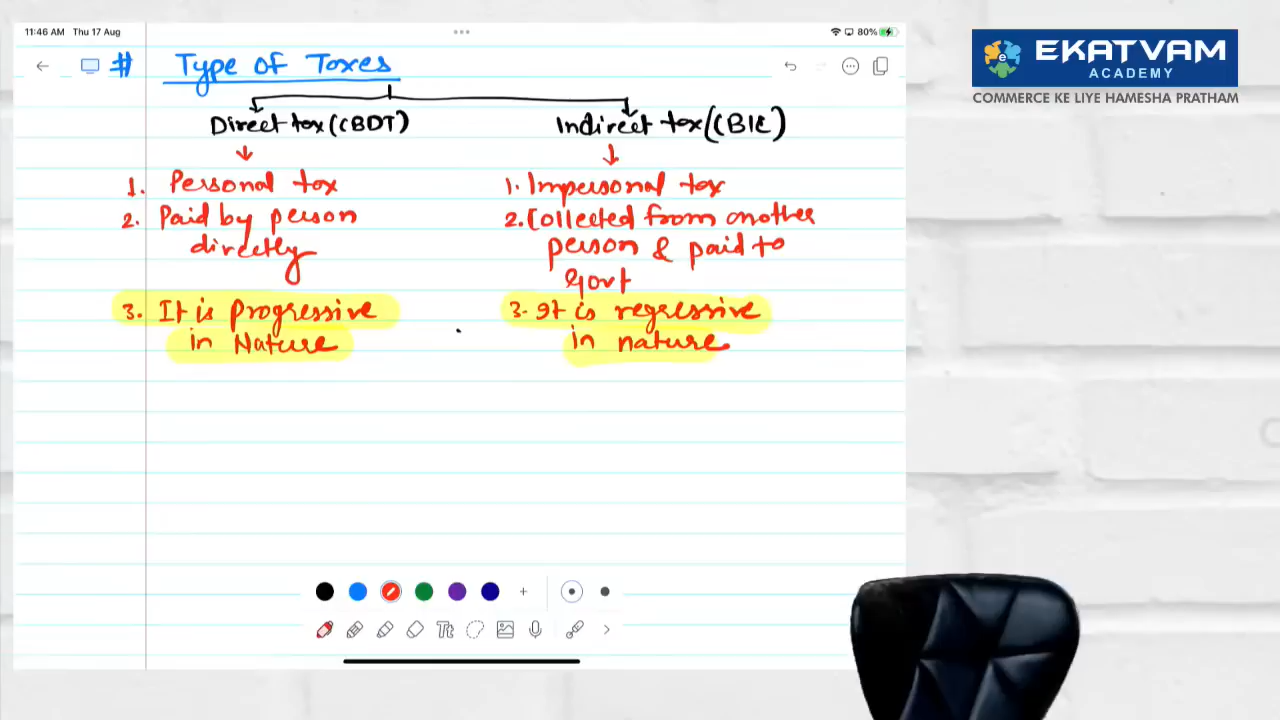 11:46 AM Thu 17 Aug
80%
EKATVAM
ACADEMY
COMMERCE KE LIYE HAMESHA PRATHAM
# Type of Taxes
Direct tax (CBDT)
1. Personal tax
2. Paid by person
directly
3. It is progressive
in Nature
Indirect tax (CBIC)
1. Impersonal tax
2. Collected from another
person & paid to
Govt
3. It is regressive
in nature
Tt